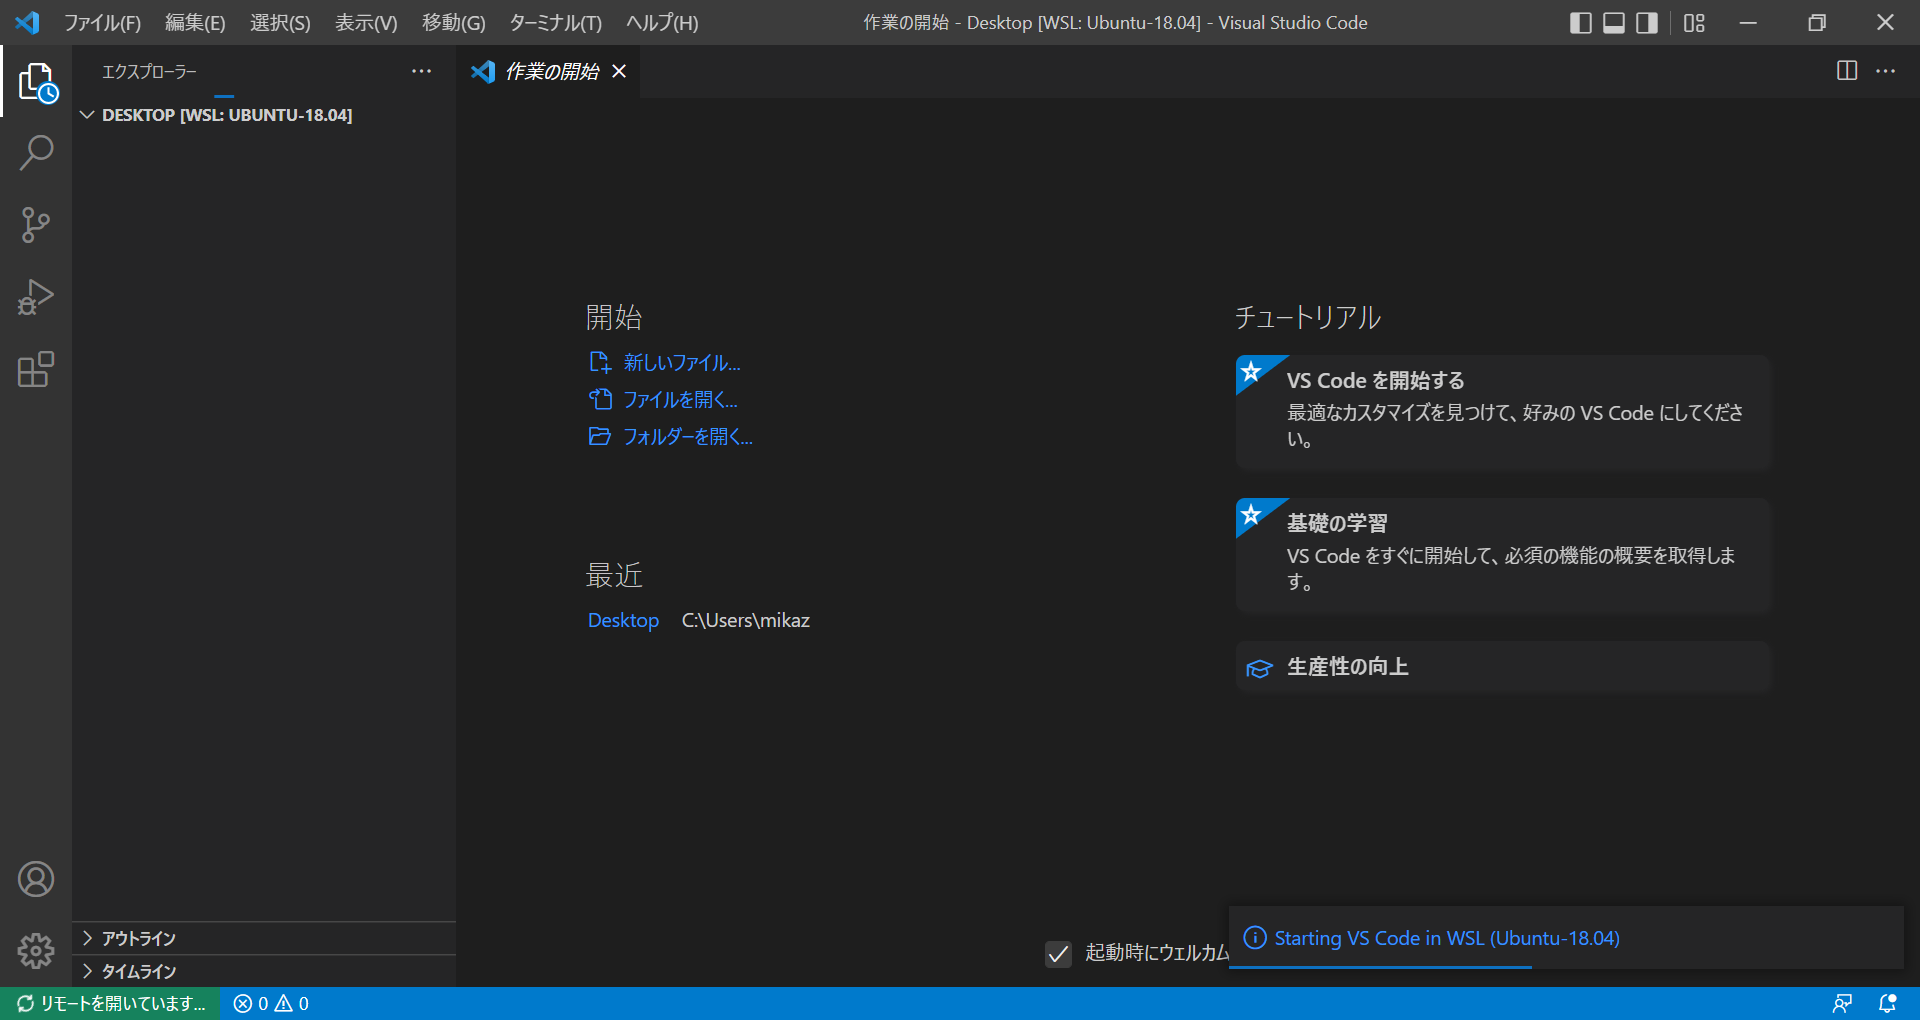 ファイル(F) 編集(E) 選択(S) 表示(V) 移動(G) ターミナル(T) ヘルプ(H) 作業の開始 - Desktop [WSL: Ubuntu-18.04] - Visual Studio Code
エクスプローラー
DESKTOP [WSL: UBUNTU-18.04]
アウトライン
タイムライン
作業の開始
開始
新しいファイル...
ファイルを開く...
フォルダーを開く...
最近
Desktop C:\Users\mikaz
チュートリアル
VS Code を開始する
最適なカスタマイズを見つけて、好みの VS Code にしてくださ
い。
基礎の学習
VS Code をすぐに開始して、必須の機能の概要を取得しま
す。
生産性の向上
起動時にウェルカム
Starting VS Code in WSL (Ubuntu-18.04)
リモートを開いています... 0 0